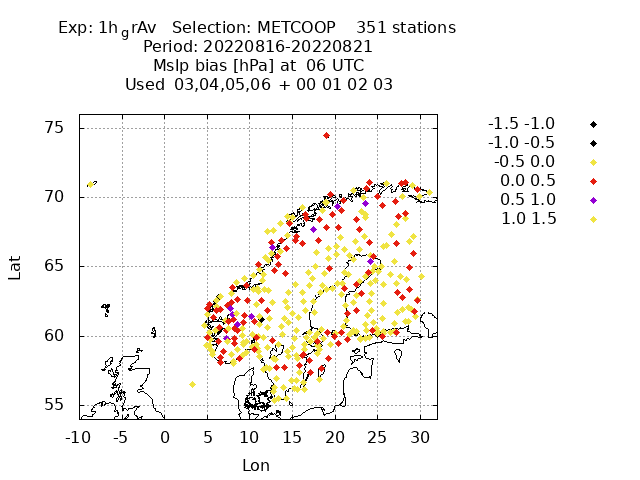 Exp: 1hgrAv Selection: METCOOP 351 stations
Period: 20220816-20220821
Mslp bias [hPa] at 06 UTC
Used 03,04,05,06 + 00 01 02 03
-1.5 -1.0
-1.0 -0.5
-0.5 0.0
0.0 0.5
0.5 1.0
1.0 1.5
75
70
65
60
55
Lat
-10 -5 0 5 10 15 20 25 30
Lon